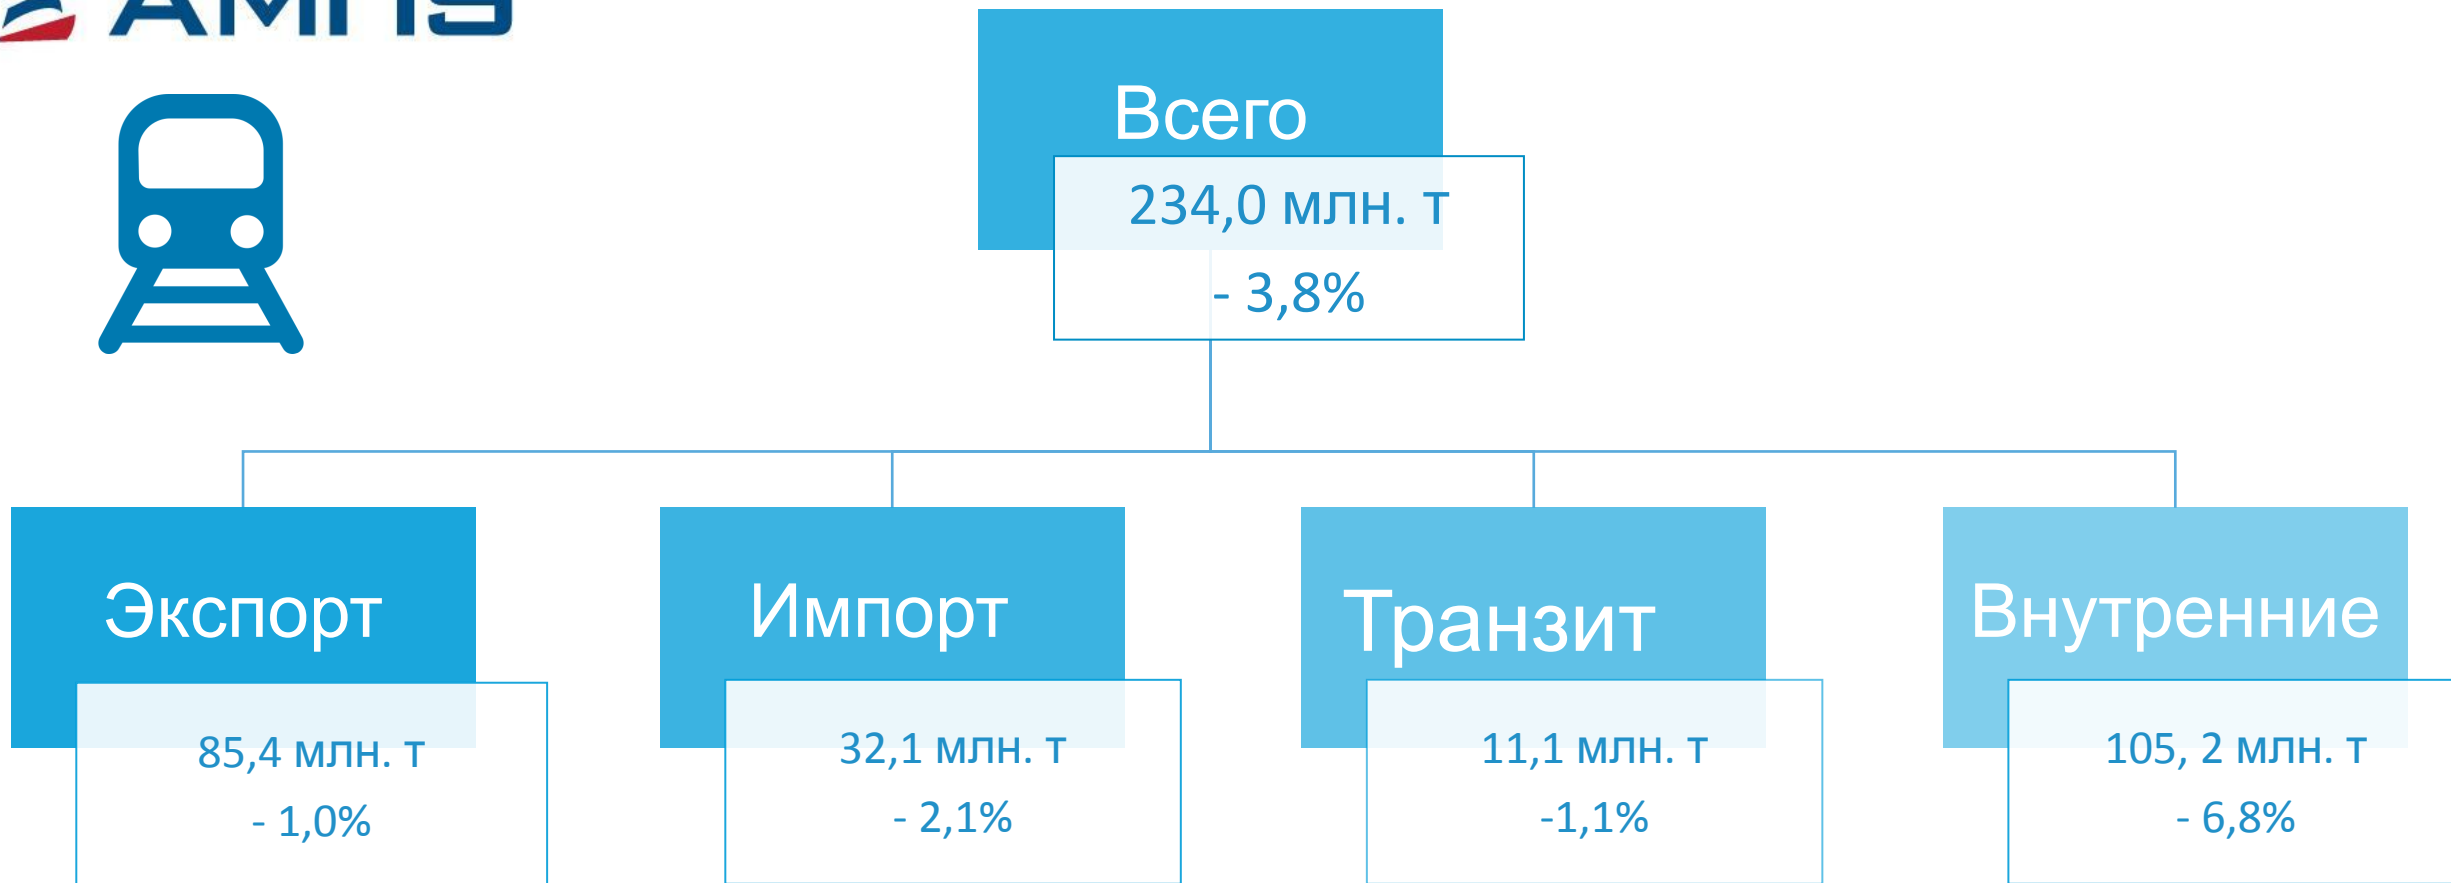 Всего
234,0 млн. т
- 3,8%
Экспорт
Импорт
Транзит
Внутренние
85,4 млн. т
- 1,0%
32,1 млн. т
- 2,1%
11,1 млн. т
-1,1%
105, 2 млн. т
- 6,8%